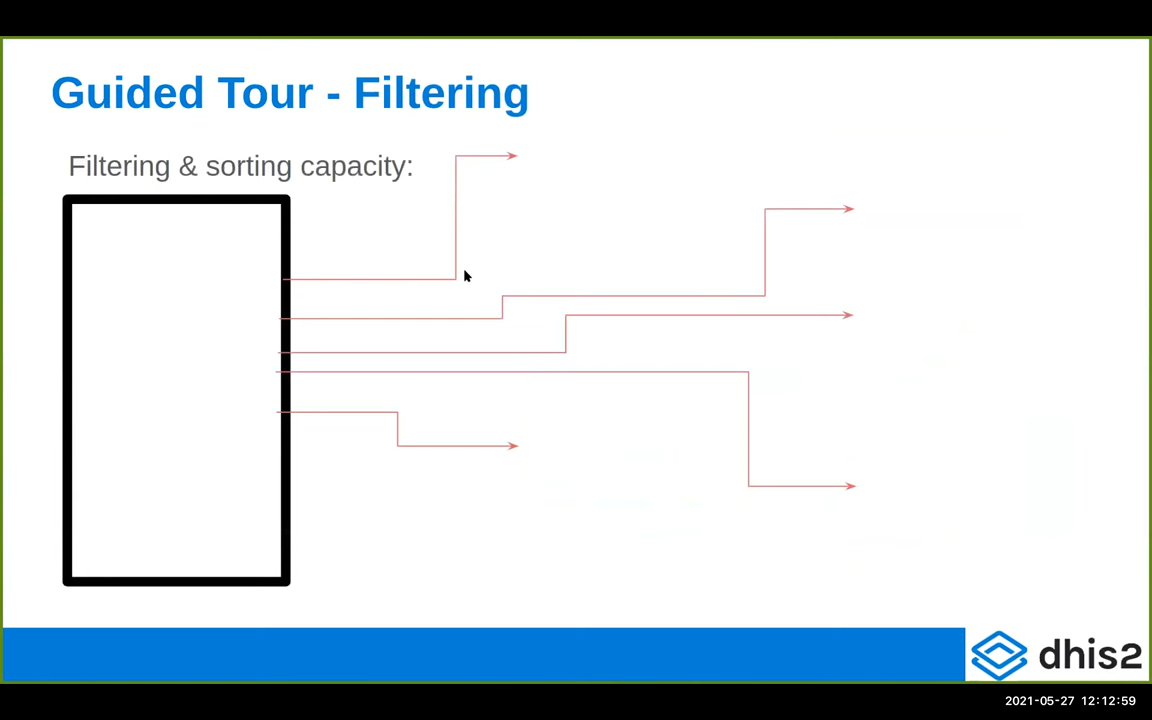 Guided Tour - Filtering
Filtering & sorting capacity:
dhis2
2021-05-27 12:12:59